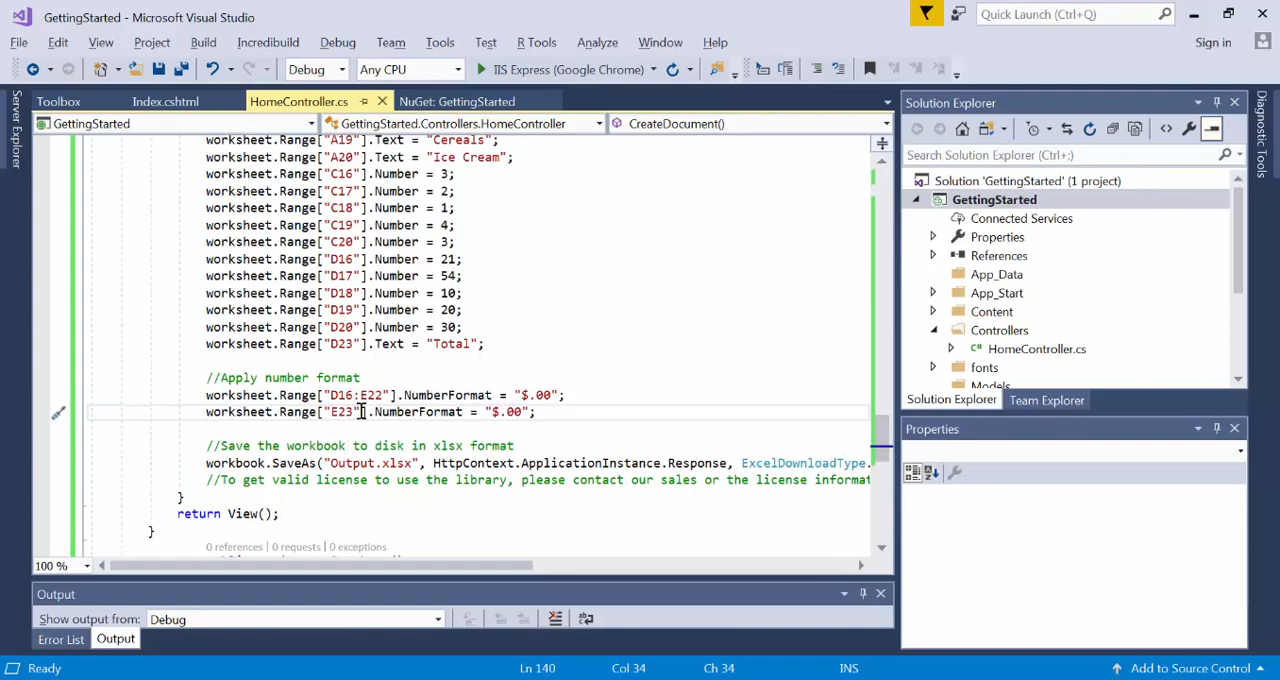 GettingStarted - Microsoft Visual Studio
Quick Launch (Ctrl+Q)
File Edit View Project Build Incredibuild Debug Team Tools Test R Tools Analyze Window Help
Sign in
Debug Any CPU IIS Express (Google Chrome)
Server Explorer
Toolbox Index.cshtml HomeController.cs NuGet: GettingStarted
GettingStarted GettingStarted.Controllers.HomeController CreateDocument()
worksheet.Range["A19"].Text = "Cereals";
worksheet.Range["A20"].Text = "Ice Cream";
worksheet.Range["C16"].Number = 3;
worksheet.Range["C17"].Number = 2;
worksheet.Range["C18"].Number = 1;
worksheet.Range["C19"].Number = 4;
worksheet.Range["C20"].Number = 3;
worksheet.Range["D16"].Number = 21;
worksheet.Range["D17"].Number = 54;
worksheet.Range["D18"].Number = 10;
worksheet.Range["D19"].Number = 20;
worksheet.Range["D20"].Number = 30;
worksheet.Range["D23"].Text = "Total";
//Apply number format
worksheet.Range["D16:E22"].NumberFormat = "$.00";
worksheet.Range["E23"].NumberFormat = "$.00";
//Save the workbook to disk in xlsx format
workbook.SaveAs("Output.xlsx", HttpContext.ApplicationInstance.Response, ExcelDownloadType.
//To get valid license to use the library, please contact our sales or the license informat
}
return View();
}
0 references | 0 requests | 0 exceptions
100 %
Solution Explorer
Search Solution Explorer (Ctrl+;)
Solution 'GettingStarted' (1 project)
GettingStarted
Connected Services
Properties
References
App_Data
App_Start
Content
Controllers
C# HomeController.cs
fonts
Models
Solution Explorer Team Explorer
Properties
Diagnostic Tools
Output
Show output from: Debug
Error List Output
Ready Ln 140 Col 34 Ch 34 INS Add to Source Control